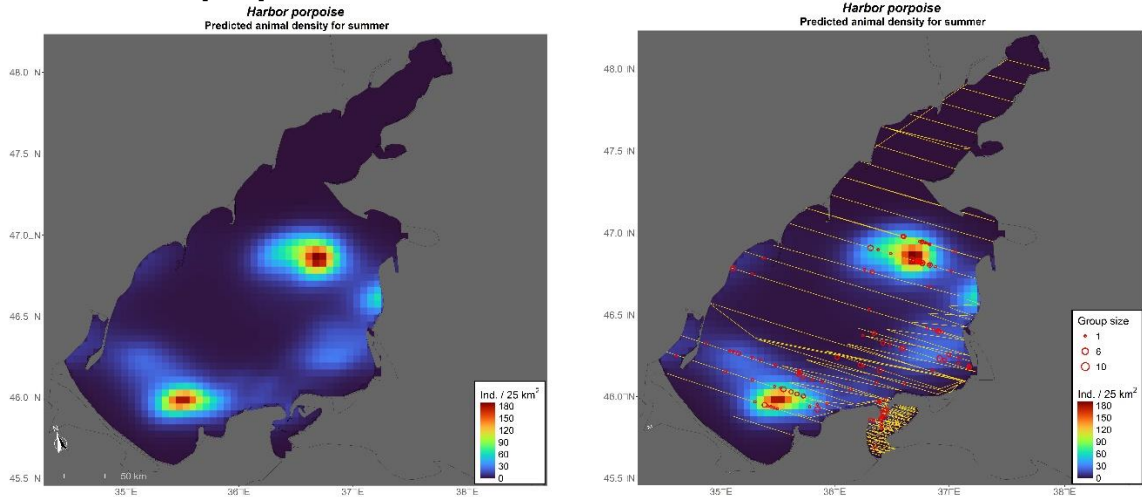 Harbor porpoise
Predicted animal density for summer
48.0 N
47.5 N
47.0 N
46.5 N
46.0 N
45.5 N
50 km
Ind. / 25 km²
180
150
120
90
60
30
0
35°E
36°E
37°E
38°E
Harbor porpoise
Predicted animal density for summer
48.0 N
47.5 N
47.0 N
46.5 N
46.0 N
45.5 N
Group size
1
6
10
Ind. / 25 km²
180
150
120
90
60
30
0
35°E
36°E
37°E
38°E